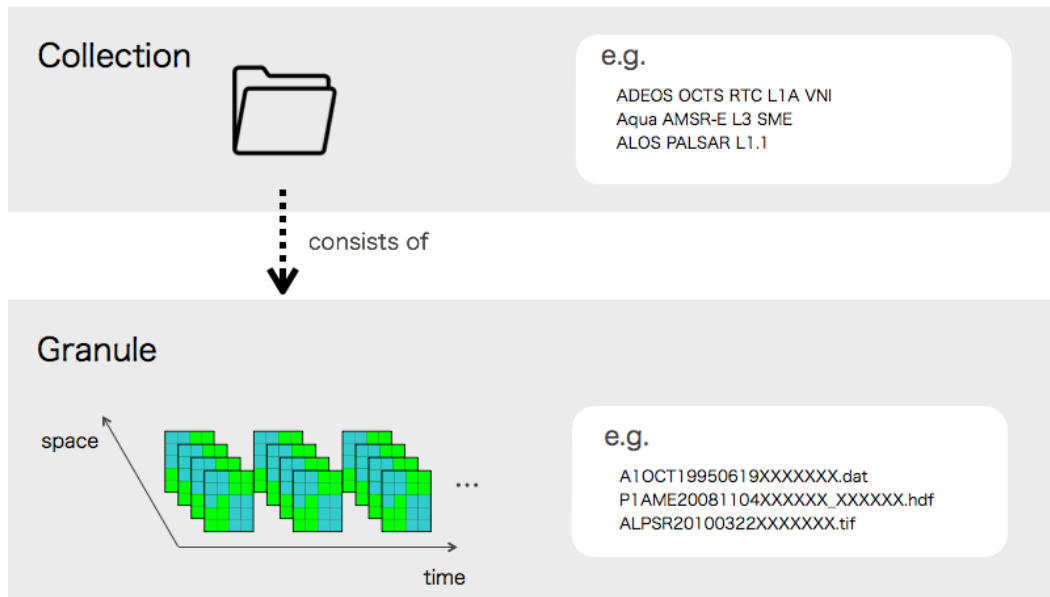 Collection
e.g.
ADEOS OCTS RTC L1A VNI
Aqua AMSR-E L3 SME
ALOS PALSAR L1.1
consists of
Granule
space
time
...
e.g.
A1OCT19950619XXXXXXX.dat
P1AME20081104XXXXXX_XXXXXX.hdf
ALPSR20100322XXXXXXX.tif